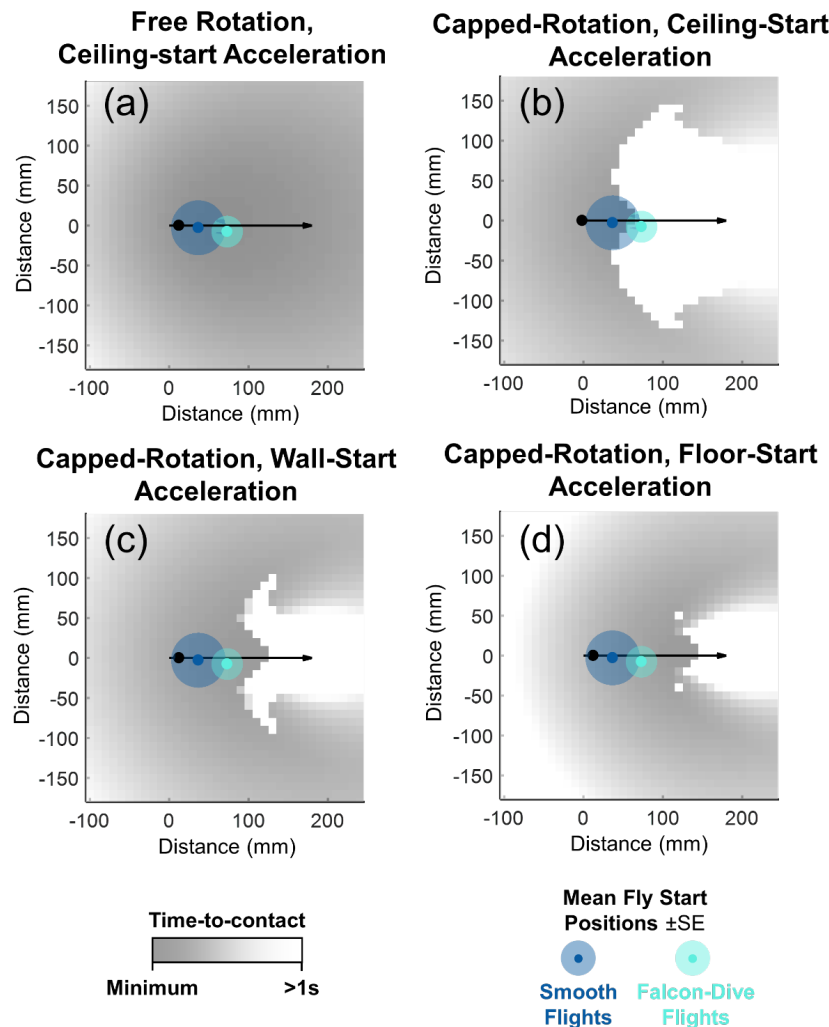 Free Rotation,
Ceiling-start Acceleration
(a)
150
100
50
0
-50
-100
-150
Distance (mm)
-100 0 100 200
Distance (mm)
Capped-Rotation, Ceiling-Start
Acceleration
(b)
150
100
50
0
-50
-100
-150
Distance (mm)
-100 0 100 200
Distance (mm)
Capped-Rotation, Wall-Start
Acceleration
(c)
150
100
50
0
-50
-100
-150
Distance (mm)
-100 0 100 200
Distance (mm)
Capped-Rotation, Floor-Start
Acceleration
(d)
150
100
50
0
-50
-100
-150
Distance (mm)
-100 0 100 200
Distance (mm)
Time-to-contact
Minimum >1s
Mean Fly Start
Positions ±SE
Smooth
Flights
Falcon-Dive
Flights